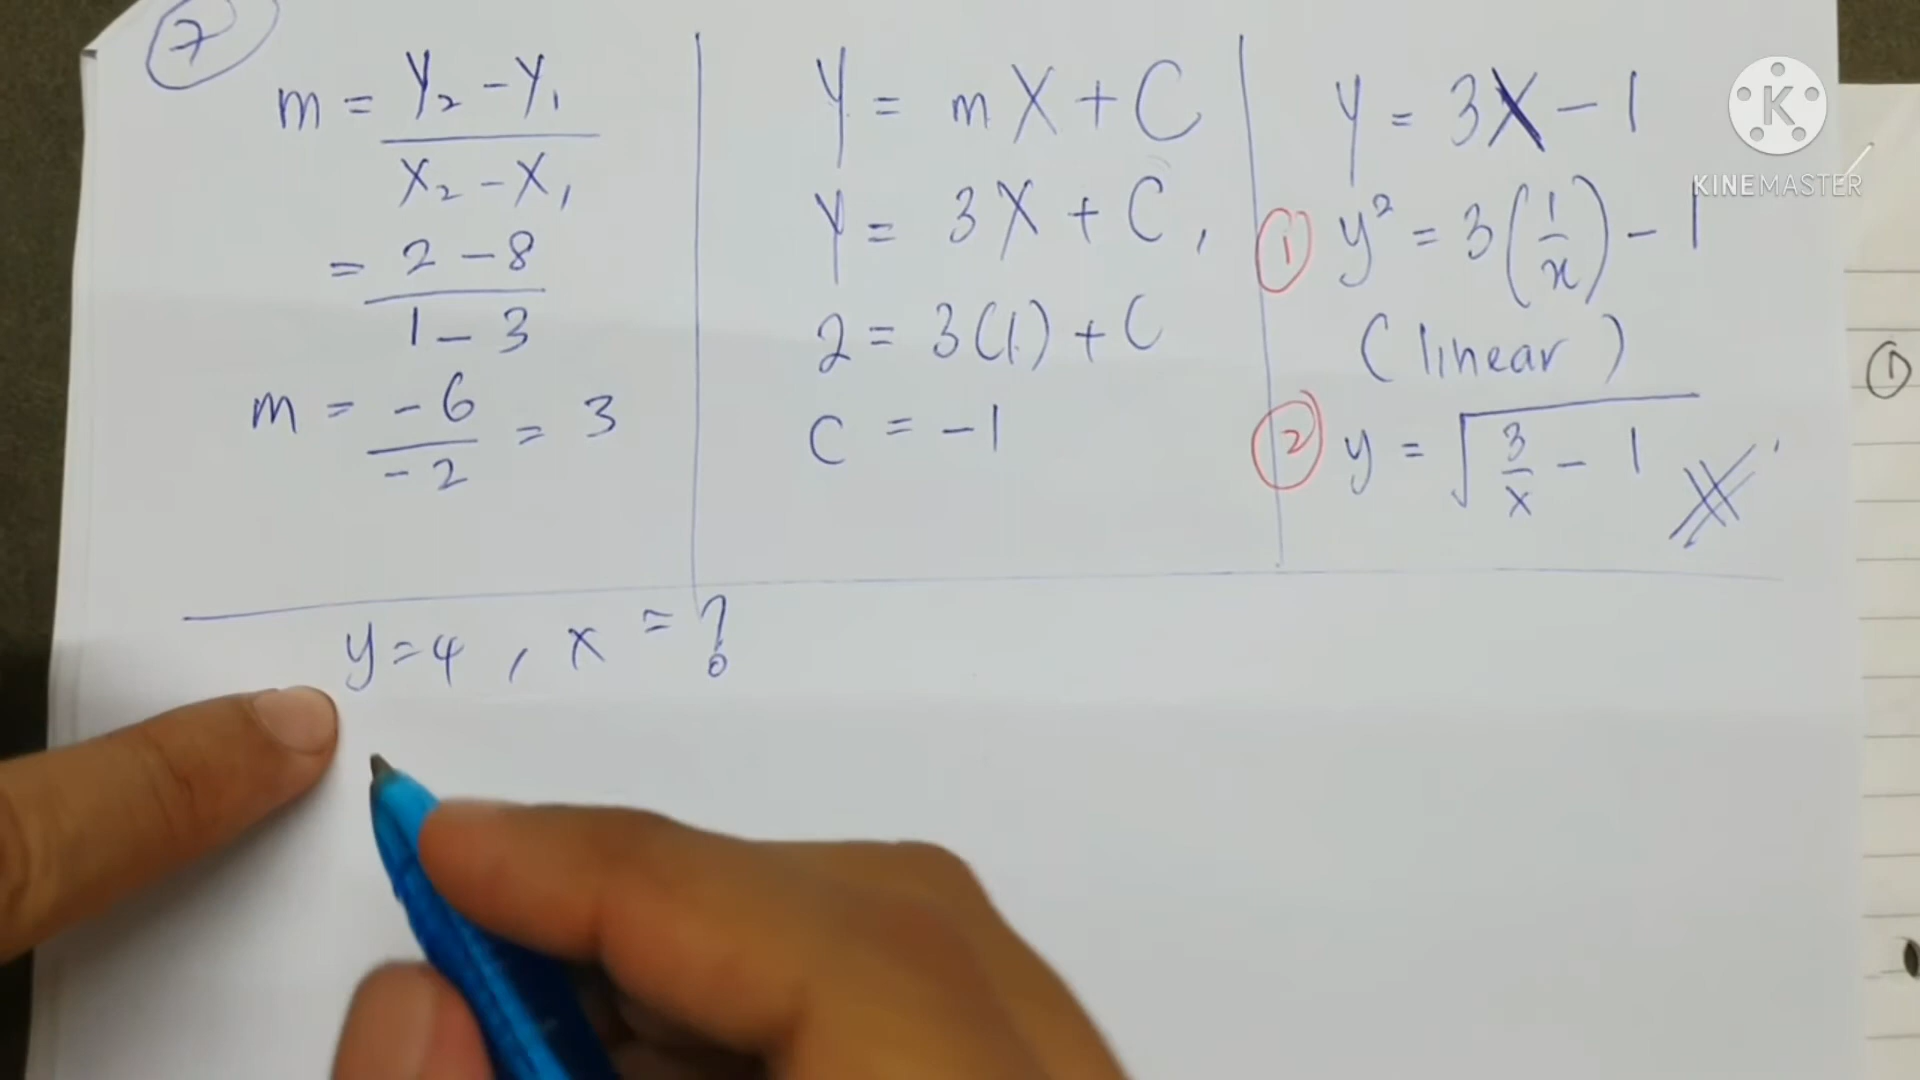 7
m = Y₂ - Y₁ / X₂ - X₁
= 2 - 8 / 1 - 3
m = -6 / -2 = 3
Y = mX + C
Y = 3X + C,
2 = 3(1) + C
C = -1
Y = 3X - 1
① y² = 3(1/x) - 1
(linear)
② y = √(3/x - 1)
y = 4, x = ?
K
KINEMASTER
①